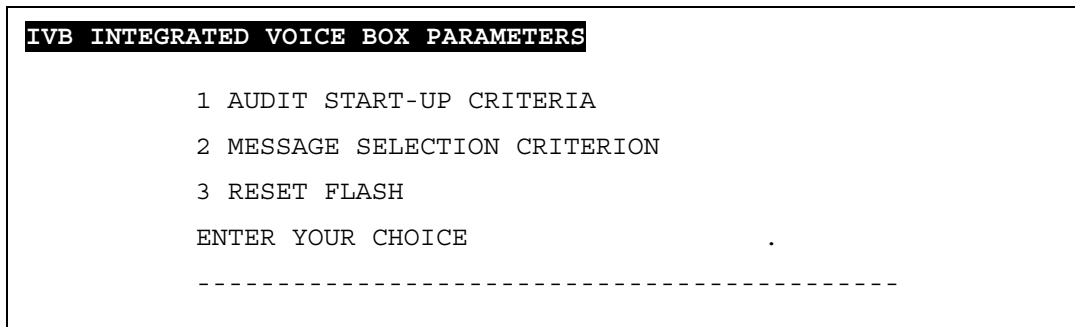 IVB INTEGRATED VOICE BOX PARAMETERS
1 AUDIT START-UP CRITERIA
2 MESSAGE SELECTION CRITERION
3 RESET FLASH
ENTER YOUR CHOICE .
--------------------------------------------